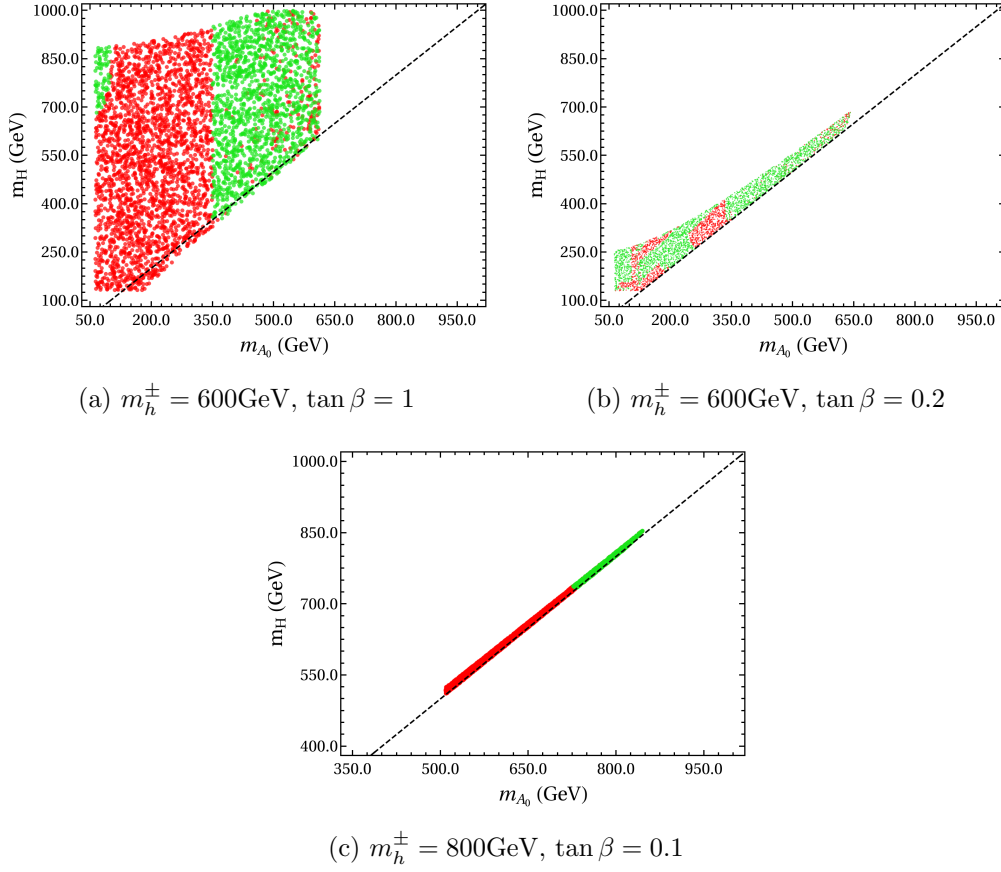 1000.0
850.0
700.0
550.0
400.0
250.0
100.0
m_H (GeV)
50.0 200.0 350.0 500.0 650.0 800.0 950.0
m_{A_0} (GeV)
(a) m_h^± = 600GeV, tan β = 1
1000.0
850.0
700.0
550.0
400.0
250.0
100.0
m_H (GeV)
50.0 200.0 350.0 500.0 650.0 800.0 950.0
m_{A_0} (GeV)
(b) m_h^± = 600GeV, tan β = 0.2
1000.0
850.0
700.0
550.0
400.0
m_H (GeV)
350.0 500.0 650.0 800.0 950.0
m_{A_0} (GeV)
(c) m_h^± = 800GeV, tan β = 0.1